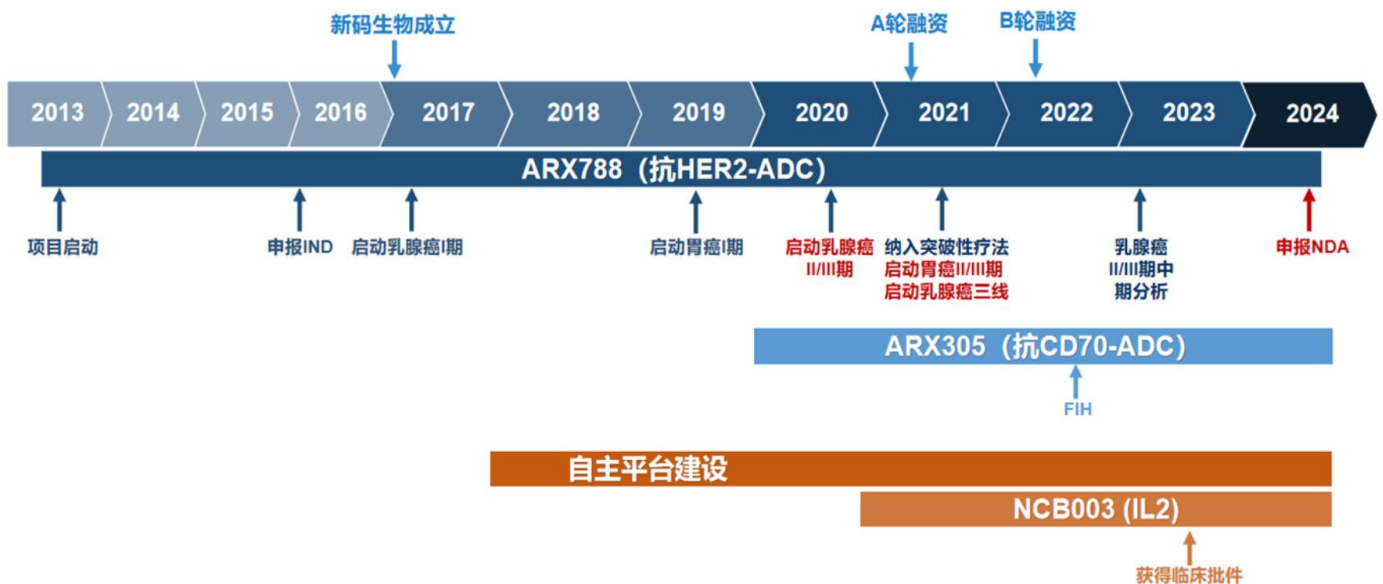 新码生物成立
A轮融资
B轮融资
2013
2014
2015
2016
2017
2018
2019
2020
2021
2022
2023
2024
ARX788（抗HER2-ADC）
项目启动
申报IND
启动乳腺癌I期
启动胃癌I期
启动乳腺癌
II/III期
纳入突破性疗法
启动胃癌II/III期
启动乳腺癌三线
乳腺癌
II/III期中
期分析
申报NDA
ARX305（抗CD70-ADC）
FIH
自主平台建设
NCB003 (IL2)
获得临床批件